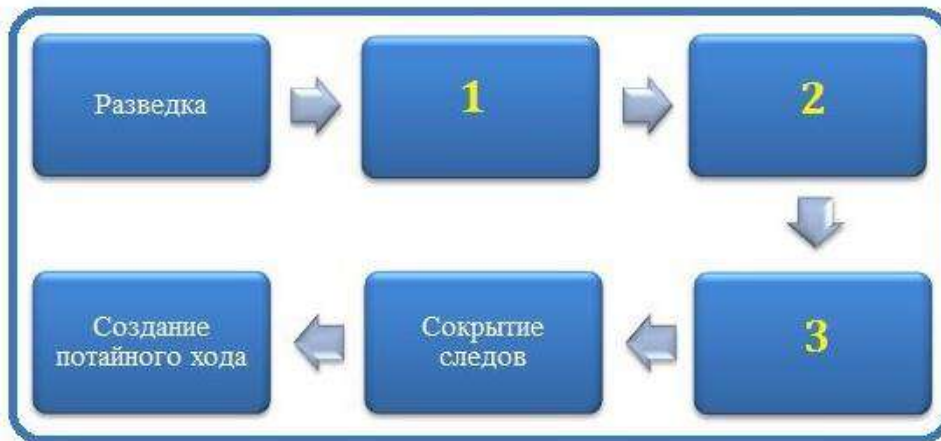 Разведка
1
2
3
Сокрытие
следов
Создание
потайного хода